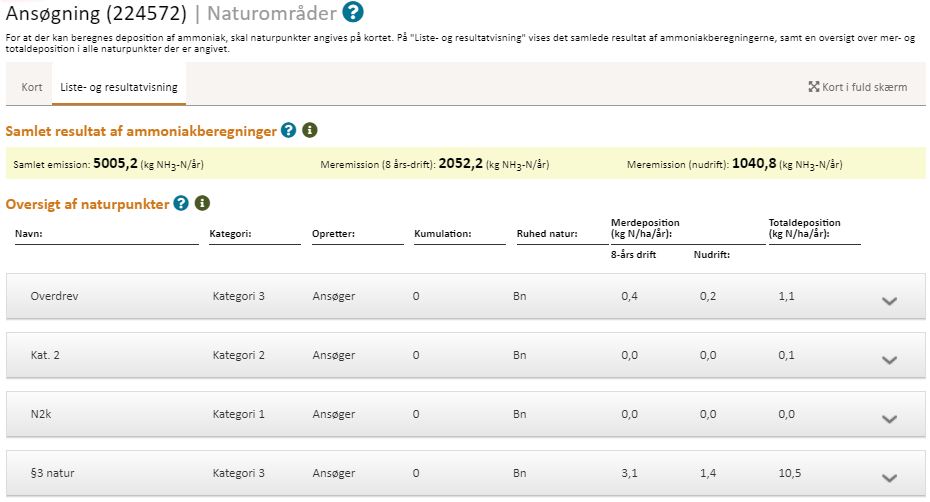 Ansøgning (224572) | Naturområder ?
For at der kan beregnes deposition af ammoniak, skal naturpunkter angives på kortet. På "Liste- og resultatvisning" vises det samlede resultat af ammoniakberegningerne, samt en oversigt over mer- og
totaldeposition i alle naturpunkter der er angivet.
Kort Liste- og resultatvisning Kort i fuld skærm
Samlet resultat af ammoniakberegninger ? i
Samlet emission: 5005,2 (kg NH3-N/år) Meremission (8 års-drift): 2052,2 (kg NH3-N/år) Meremission (nudrift): 1040,8 (kg NH3-N/år)
Oversigt af naturpunkter ? i
Navn: Kategori: Opretter: Kumulation: Ruhed natur: Merdeposition (kg N/ha/år): Totaldeposition (kg N/ha/år):
8-års drift Nudrift:
Overdrev Kategori 3 Ansøger 0 Bn 0,4 0,2 1,1
Kat. 2 Kategori 2 Ansøger 0 Bn 0,0 0,0 0,1
N2k Kategori 1 Ansøger 0 Bn 0,0 0,0 0,0
§3 natur Kategori 3 Ansøger 0 Bn 3,1 1,4 10,5